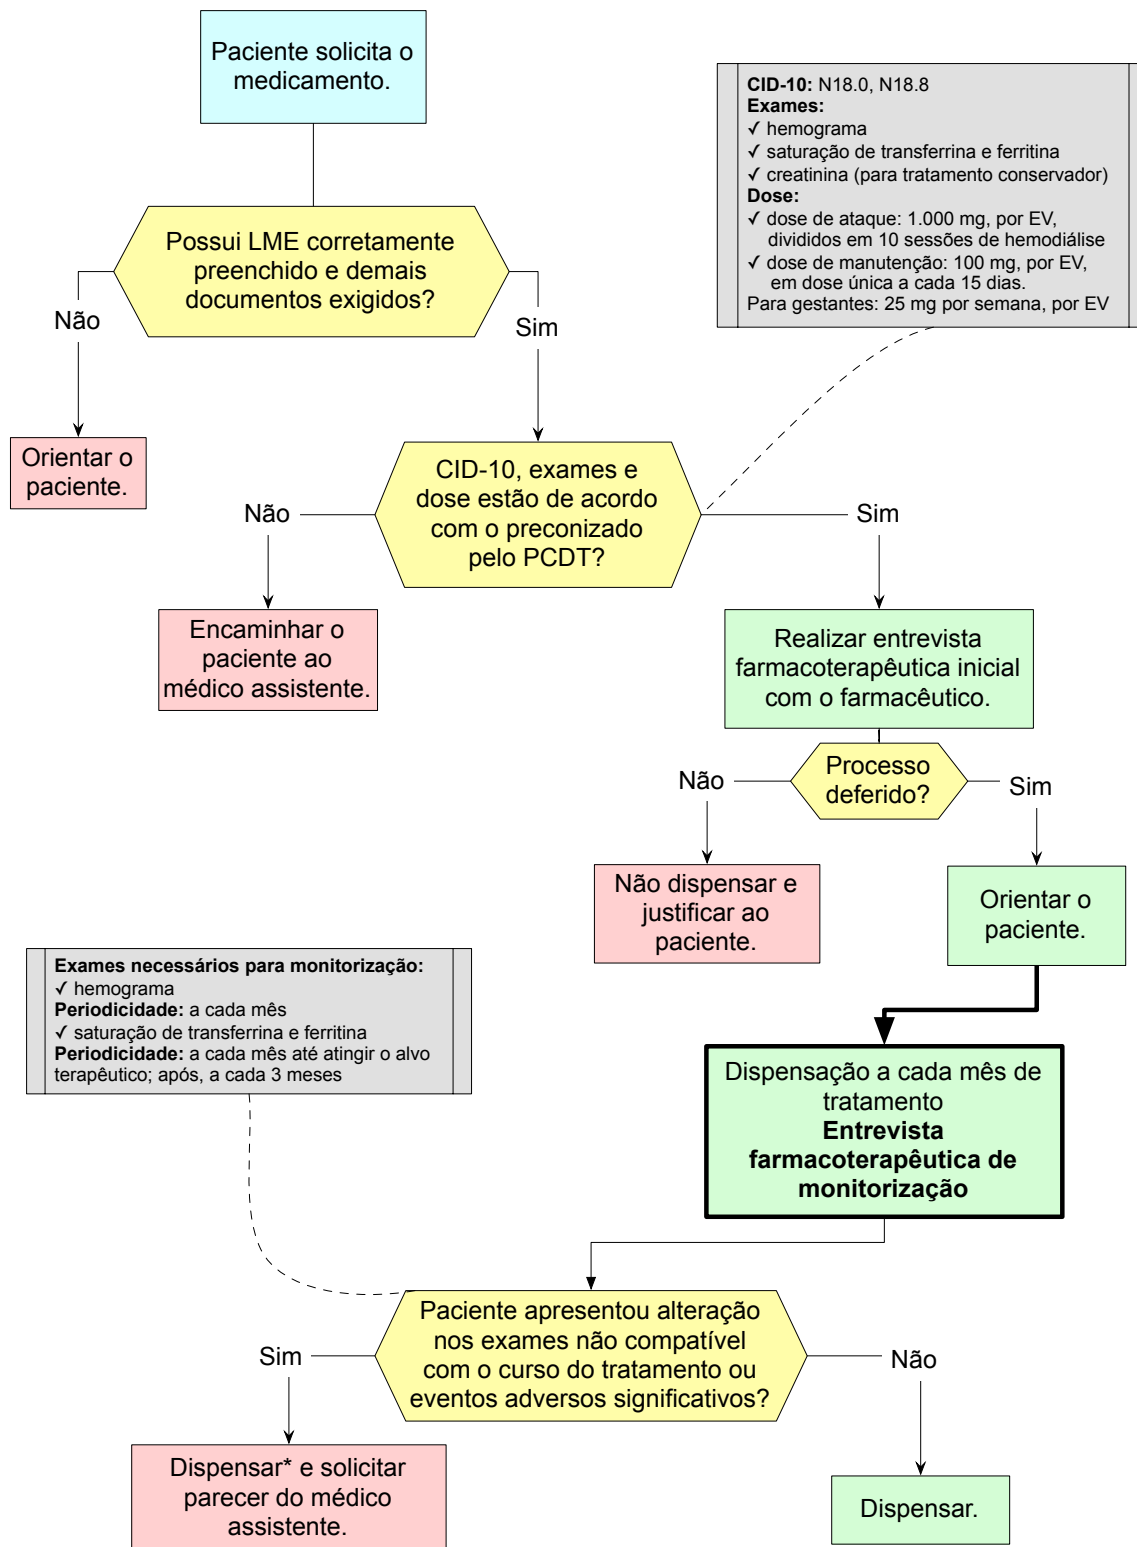 Paciente solicita o
medicamento.
CID-10: N18.0, N18.8
Exames:
✓ hemograma
✓ saturação de transferrina e ferritina
✓ creatinina (para tratamento conservador)
Dose:
✓ dose de ataque: 1.000 mg, por EV,
divididos em 10 sessões de hemodiálise
✓ dose de manutenção: 100 mg, por EV,
em dose única a cada 15 dias.
Para gestantes: 25 mg por semana, por EV
Possui LME corretamente
preenchido e demais
documentos exigidos?
Não
Sim
Orientar o
paciente.
CID-10, exames e
dose estão de acordo
com o preconizado
pelo PCDT?
Não
Sim
Encaminhar o
paciente ao
médico assistente.
Realizar entrevista
farmacoterapêutica inicial
com o farmacêutico.
Processo
deferido?
Não
Sim
Não dispensar e
justificar ao
paciente.
Orientar o
paciente.
Exames necessários para monitorização:
✓ hemograma
Periodicidade: a cada mês
✓ saturação de transferrina e ferritina
Periodicidade: a cada mês até atingir o alvo
terapêutico; após, a cada 3 meses
Dispensação a cada mês de
tratamento
Entrevista
farmacoterapêutica de
monitorização
Paciente apresentou alteração
nos exames não compatível
com o curso do tratamento ou
eventos adversos significativos?
Sim
Não
Dispensar* e solicitar
parecer do médico
assistente.
Dispensar.